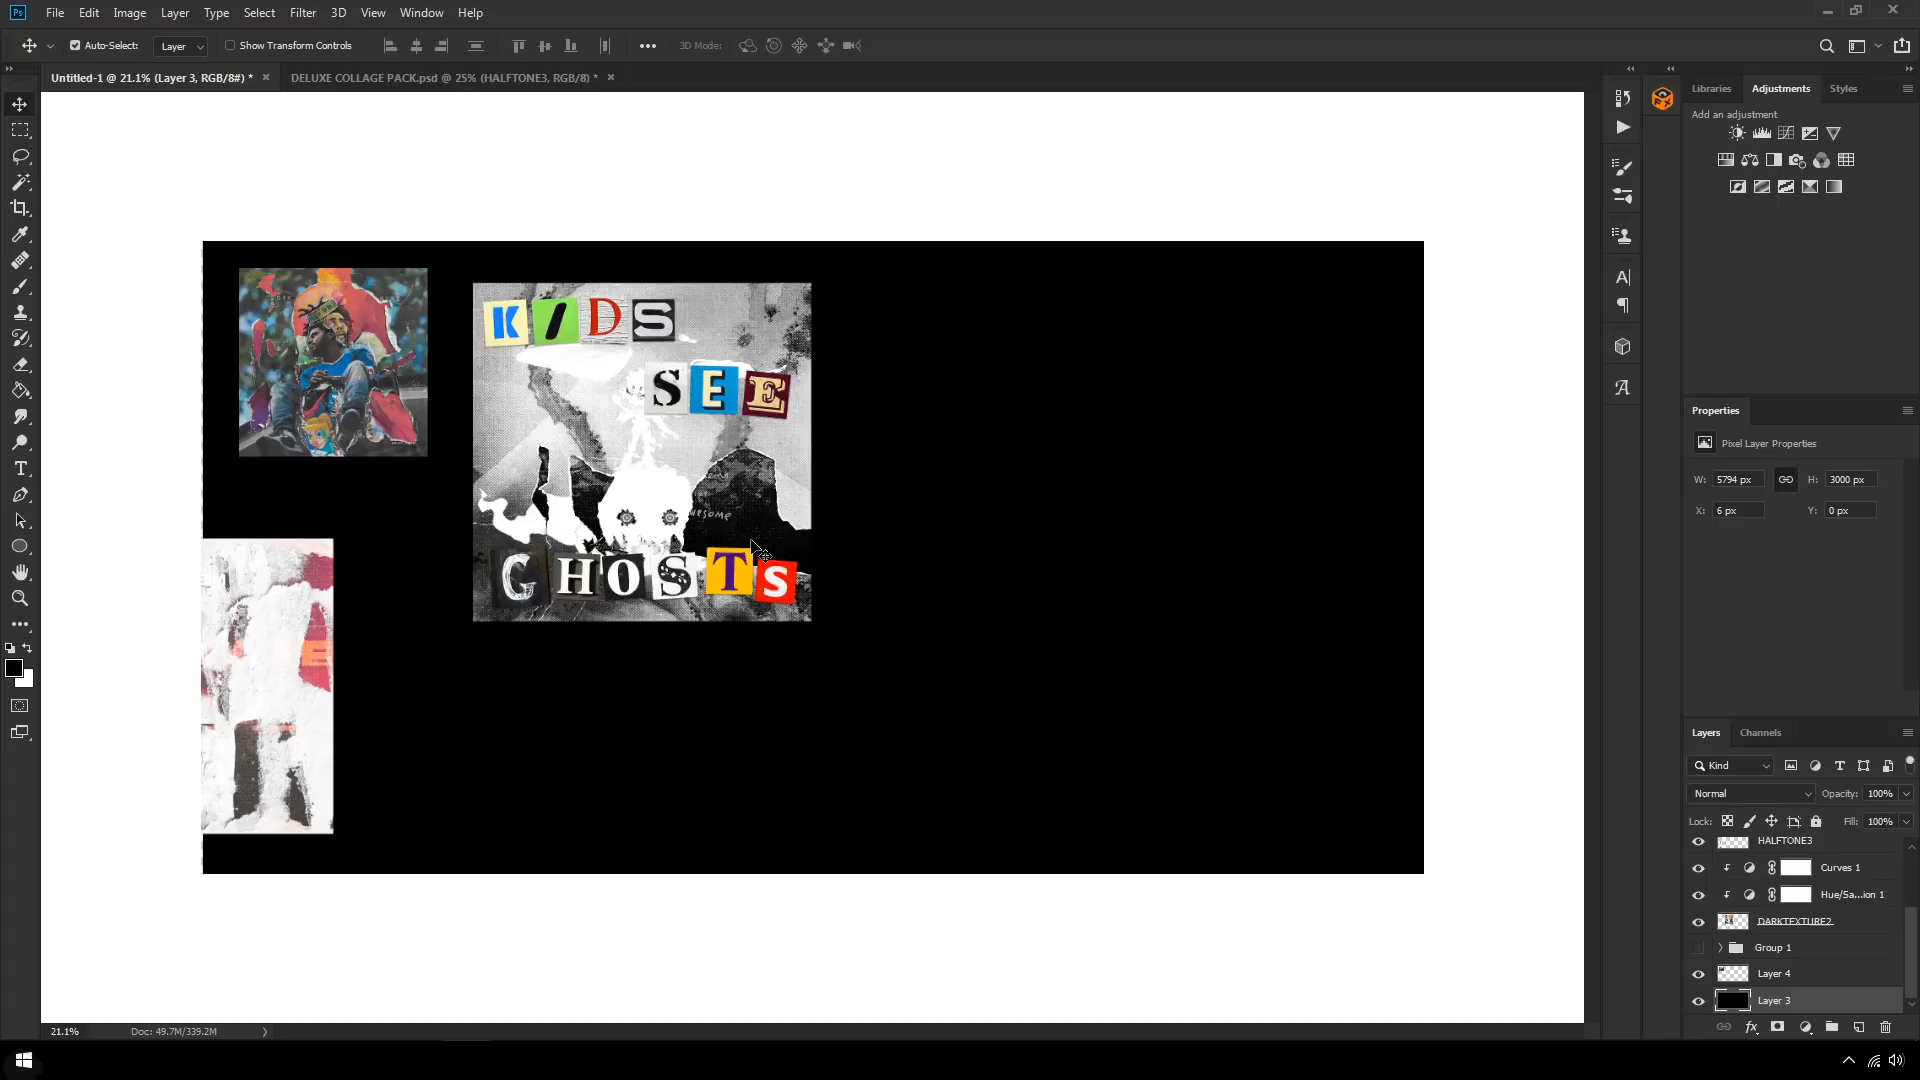 Ps File Edit Image Layer Type Select Filter 3D View Window Help
Auto-Select: Layer Show Transform Controls ••• 3D Mode:
Untitled-1 @ 21.1% (Layer 3, RGB/8#) * × DELUXE COLLAGE PACK.psd @ 25% (HALFTONE3, RGB/8) * ×
Libraries Adjustments Styles
Add an adjustment
KIDS
SEE
GHOSTS
Properties
Pixel Layer Properties
W: 5794 px H: 3000 px
X: 6 px Y: 0 px
Layers Channels
Kind
Normal Opacity: 100%
Lock: Fill: 100%
HALFTONE3
Curves 1
Hue/Sa...ion 1
DARKTEXTURE2
Group 1
Layer 4
Layer 3
21.1% Doc: 49.7M/339.2M